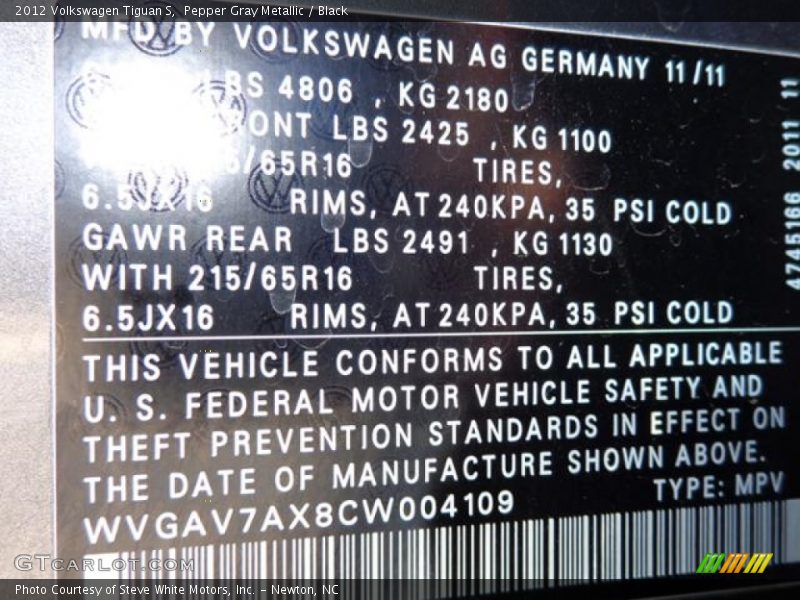 2012 Volkswagen Tiguan S, Pepper Gray Metallic / Black
MFD BY VOLKSWAGEN AG GERMANY 11/11
LBS 4806 , KG 2180
LBS 2425 , KG 1100
/65R16 TIRES,
6.5JX16 RIMS, AT 240KPA, 35 PSI COLD
GAWR REAR LBS 2491 , KG 1130
WITH 215/65R16 TIRES,
6.5JX16 RIMS, AT 240KPA, 35 PSI COLD
THIS VEHICLE CONFORMS TO ALL APPLICABLE
U. S. FEDERAL MOTOR VEHICLE SAFETY AND
THEFT PREVENTION STANDARDS IN EFFECT ON
THE DATE OF MANUFACTURE SHOWN ABOVE.
TYPE: MPV
WVGAV7AX8CW004109
4745166 2011 11
GTcarlot.com
Photo Courtesy of Steve White Motors, Inc. – Newton, NC